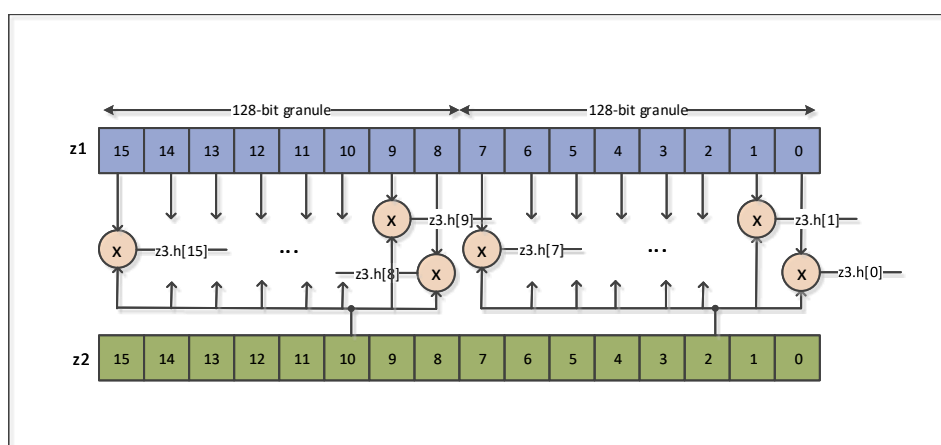 128-bit granule 128-bit granule
z1 15 14 13 12 11 10 9 8 7 6 5 4 3 2 1 0
x z3.h[9] x z3.h[1]
x z3.h[15] ... x z3.h[7] ...
z3.h[8] x x z3.h[0]
z2 15 14 13 12 11 10 9 8 7 6 5 4 3 2 1 0